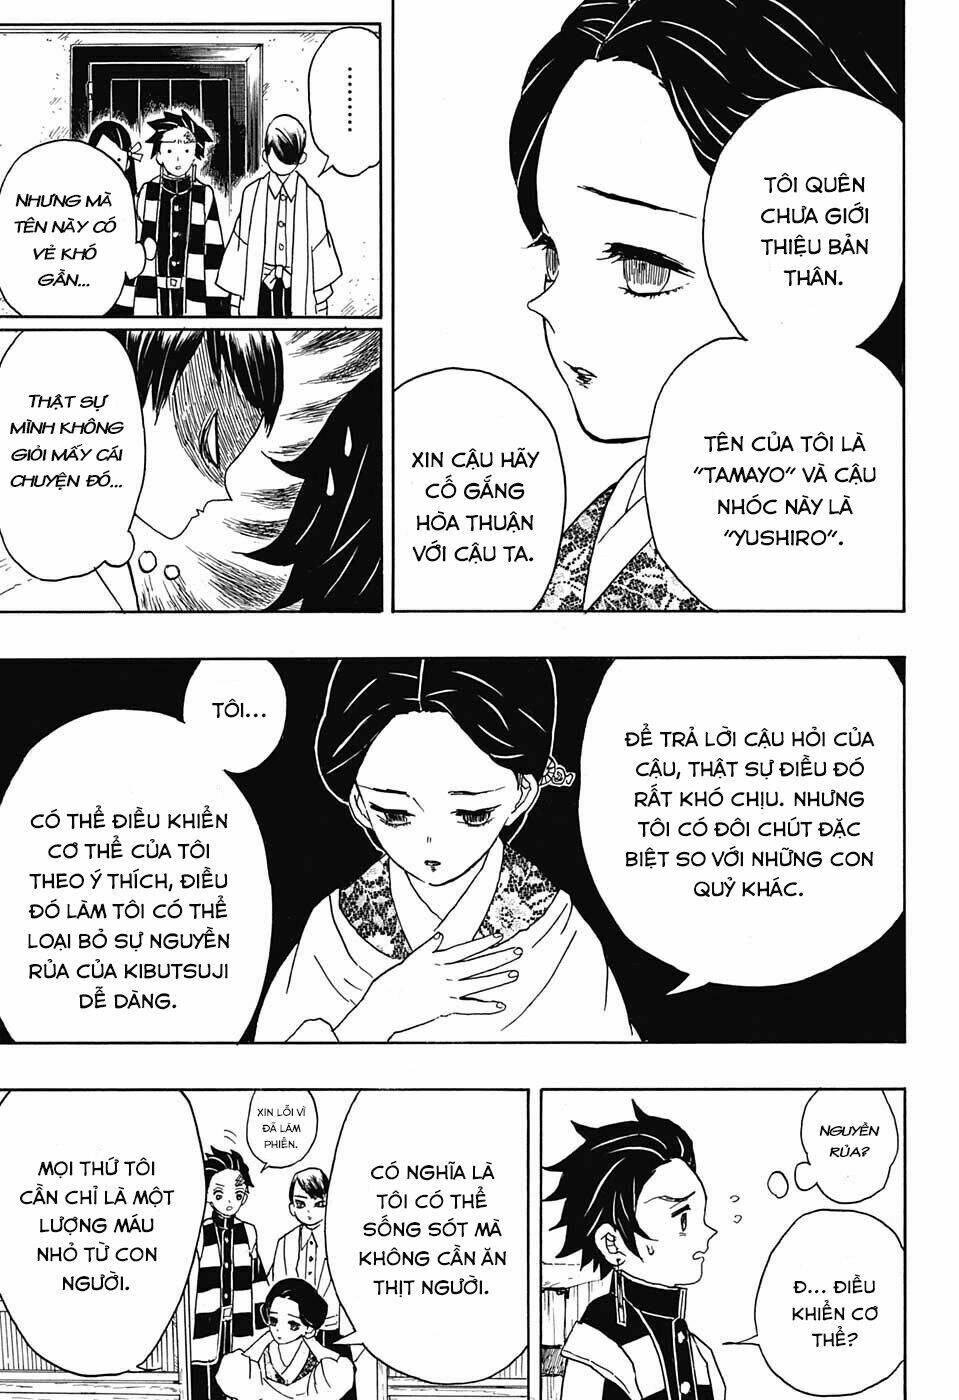 TÔI QUÊN
CHƯA GIỚI
THIỆU BẢN
THÂN.
TÊN CỦA TÔI LÀ
"TAMAYO" VÀ CẬU
NHÓC NÀY LÀ
"YUSHIRO".
XIN CẬU HÃY
CỐ GẮNG
HÒA THUẬN
VỚI CẬU TA.
.........
NHƯNG MÀ
TÊN NÀY CÓ
VẺ KHÓ
GẦN...
THẬT SỰ
MÌNH KHÔNG
GIỎI MẤY CÁI
CHUYỆN ĐÓ...
ĐỂ TRẢ LỜI CẬU HỎI CỦA
CẬU, THẬT SỰ ĐIỀU ĐÓ
RẤT KHÓ CHỊU. NHƯNG
TÔI CÓ ĐÔI CHÚT ĐẶC
BIỆT SO VỚI NHỮNG CON
QUỶ KHÁC.
TÔI...
CÓ THỂ ĐIỀU KHIỂN
CƠ THỂ CỦA TÔI
THEO Ý THÍCH, ĐIỀU
ĐÓ LÀM TÔI CÓ THỂ
LOẠI BỎ SỰ NGUYỀN
RỦA CỦA KIBUTSUJI
DỄ DÀNG.
NGUYỀN
RỦA?
Đ... ĐIỀU
KHIỂN CƠ
THỂ?
CÓ NGHĨA LÀ
TÔI CÓ THỂ
SỐNG SÓT MÀ
KHÔNG CẦN ĂN
THỊT NGƯỜI.
XIN LỖI VÌ
ĐÃ LÀM
PHIỀN.
MỌI THỨ TÔI
CẦN CHỈ LÀ MỘT
LƯỢNG MÁU
NHỎ TỪ CON
NGƯỜI.